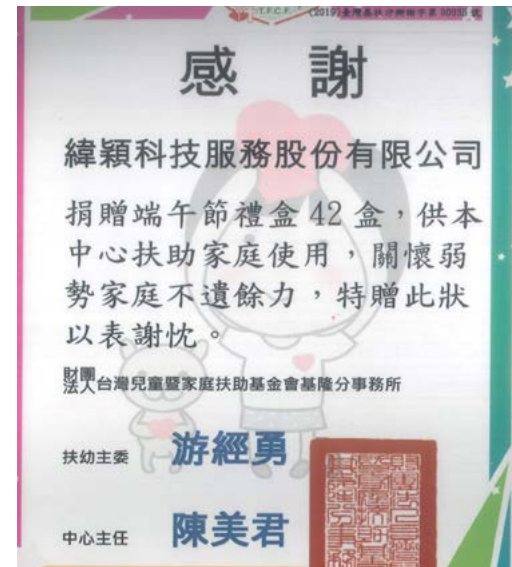 T.F.C.F.
感謝
緯穎科技服務股份有限公司
捐贈端午節禮盒 42 盒，供本
中心扶助家庭使用，關懷弱
勢家庭不遺餘力，特贈此狀
以表謝忱。
財團法人台灣兒童暨家庭扶助基金會基隆分事務所
扶幼主委 游經勇
中心主任 陳美君